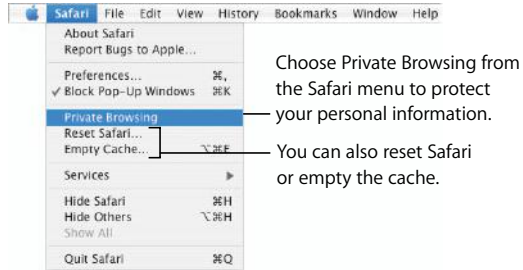 Safari File Edit View History Bookmarks Window Help
About Safari
Report Bugs to Apple...
Preferences... ⌘,
✓ Block Pop-Up Windows ⌘K
Private Browsing
Reset Safari...
Empty Cache... ⌥⌘E
Services ▶
Hide Safari ⌘H
Hide Others ⌥⌘H
Show All
Quit Safari ⌘Q
Choose Private Browsing from
the Safari menu to protect
your personal information.
You can also reset Safari
or empty the cache.